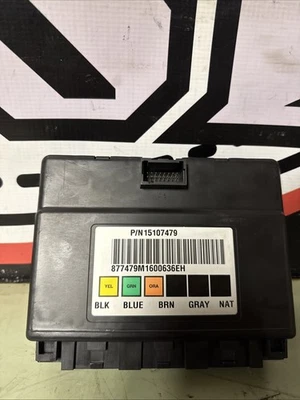 P/N15107479
877479M1600636EH
YEL GRN ORA
BLK BLUE BRN GRAY NAT